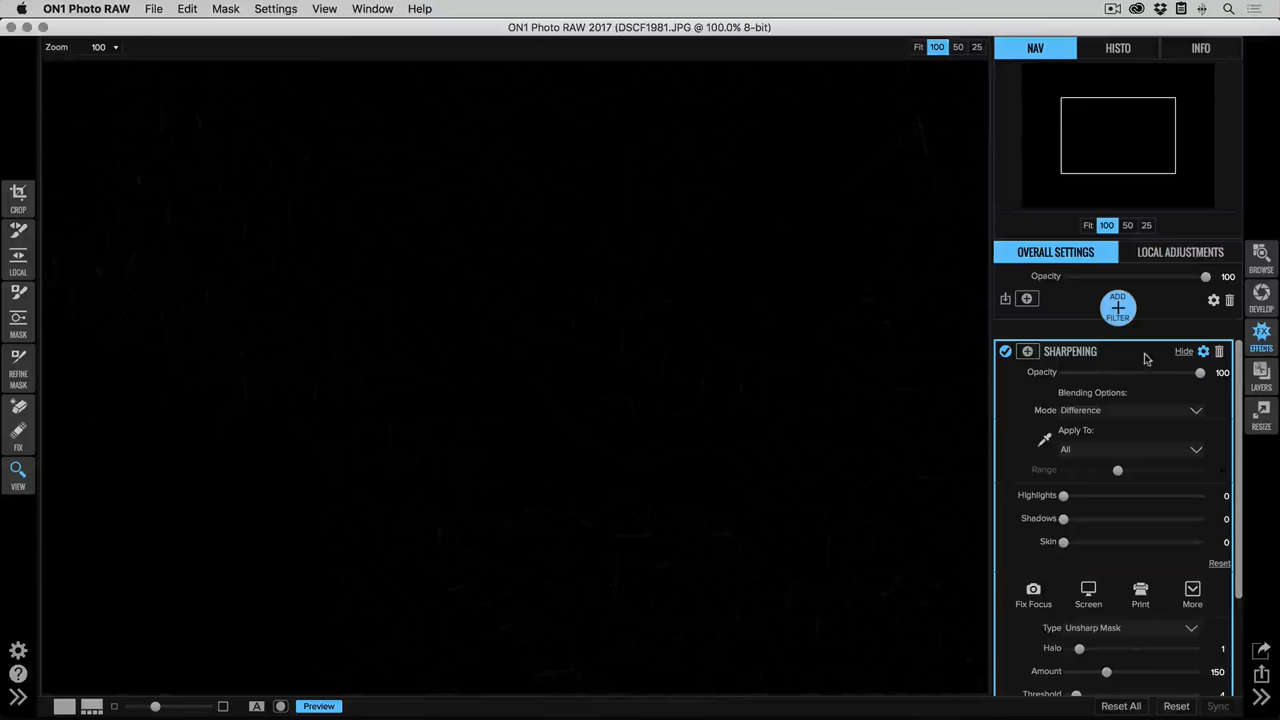 ON1 Photo RAW File Edit Mask Settings View Window Help
ON1 Photo RAW 2017 (DSCF1981.JPG @ 100.0% 8-bit)
Zoom 100 Fit 100 50 25
NAV HISTO INFO
Fit 100 50 25
OVERALL SETTINGS LOCAL ADJUSTMENTS
Opacity 100
ADD
FILTER
SHARPENING Hide
Opacity 100
Blending Options:
Mode Difference
Apply To:
All
Range
Highlights 0
Shadows 0
Skin 0
Reset
Fix Focus Screen Print More
Type Unsharp Mask
Halo 1
Amount 150
Threshold 4
Reset All Reset Sync
CROP
LOCAL
MASK
REFINE
MASK
FIX
VIEW
BROWSE
DEVELOP
FX
EFFECTS
LAYERS
RESIZE
A Preview